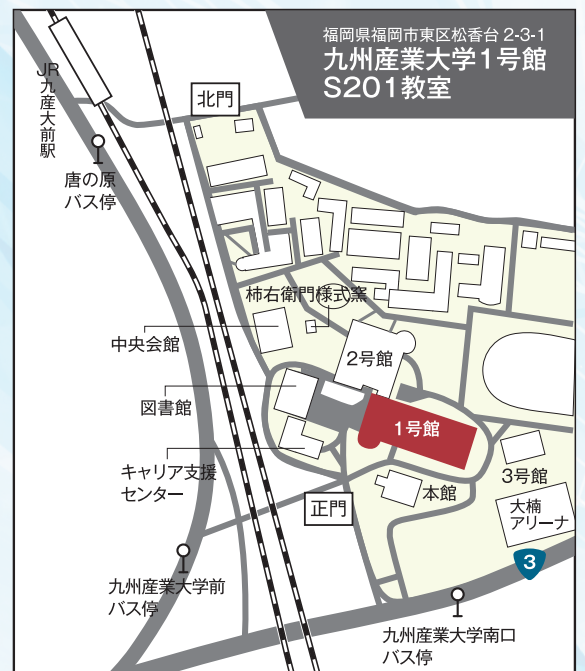 福岡県福岡市東区松香台 2-3-1
九州産業大学1号館
S201教室
JR九産大前駅
北門
唐の原
バス停
柿右衛門様式窯
中央会館
2号館
図書館
1号館
キャリア支援
センター
3号館
本館
正門
大楠
アリーナ
3
九州産業大学前
バス停
九州産業大学南口
バス停